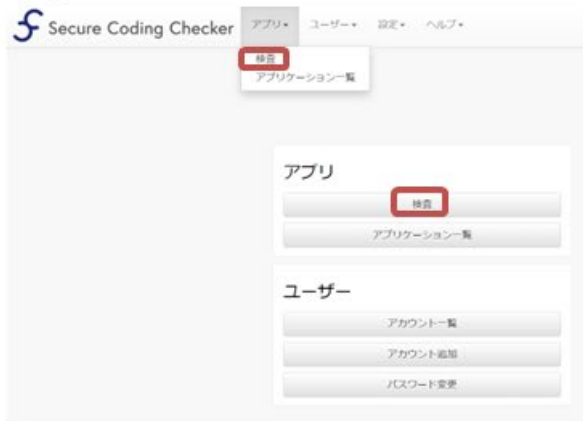 Secure Coding Checker アプリ▾ ユーザー▾ 設定▾ ヘルプ▾
検査
アプリケーション一覧
アプリ
検査
アプリケーション一覧
ユーザー
アカウント一覧
アカウント追加
パスワード変更